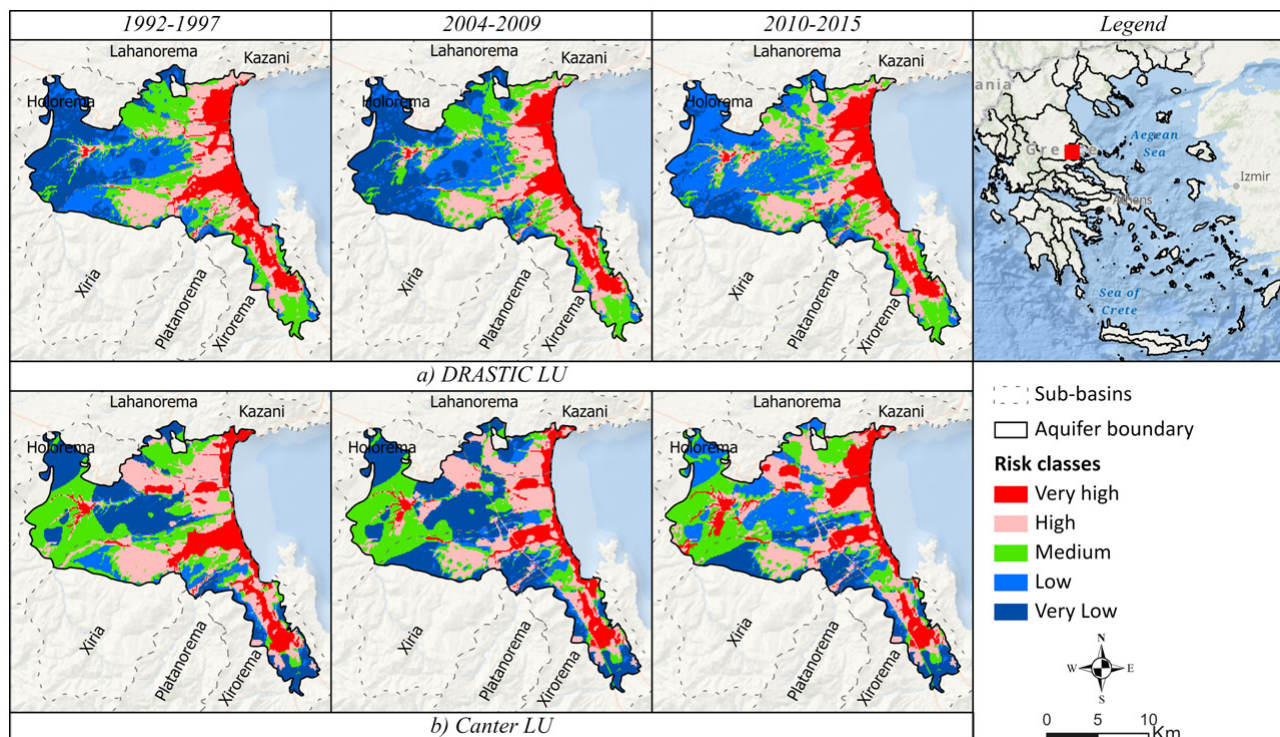 1992-1997
2004-2009
2010-2015
Legend
Lahanorema
Kazani
Holorema
Xiria
Platanorema
Xirorema
Lahanorema
Kazani
Holorema
Xiria
Platanorema
Xirorema
Lahanorema
Kazani
Holorema
Xiria
Platanorema
Xirorema
ania
Greece
Aegean
Sea
Izmir
Athens
Sea of
Crete
a) DRASTIC LU
Lahanorema
Kazani
Holorema
Xiria
Platanorema
Xirorema
Lahanorema
Kazani
Holorema
Xiria
Platanorema
Xirorema
Lahanorema
Kazani
Holorema
Xiria
Platanorema
Xirorema
b) Canter LU
Sub-basins
Aquifer boundary
Risk classes
Very high
High
Medium
Low
Very Low
N
W E
S
0 5 10
Km